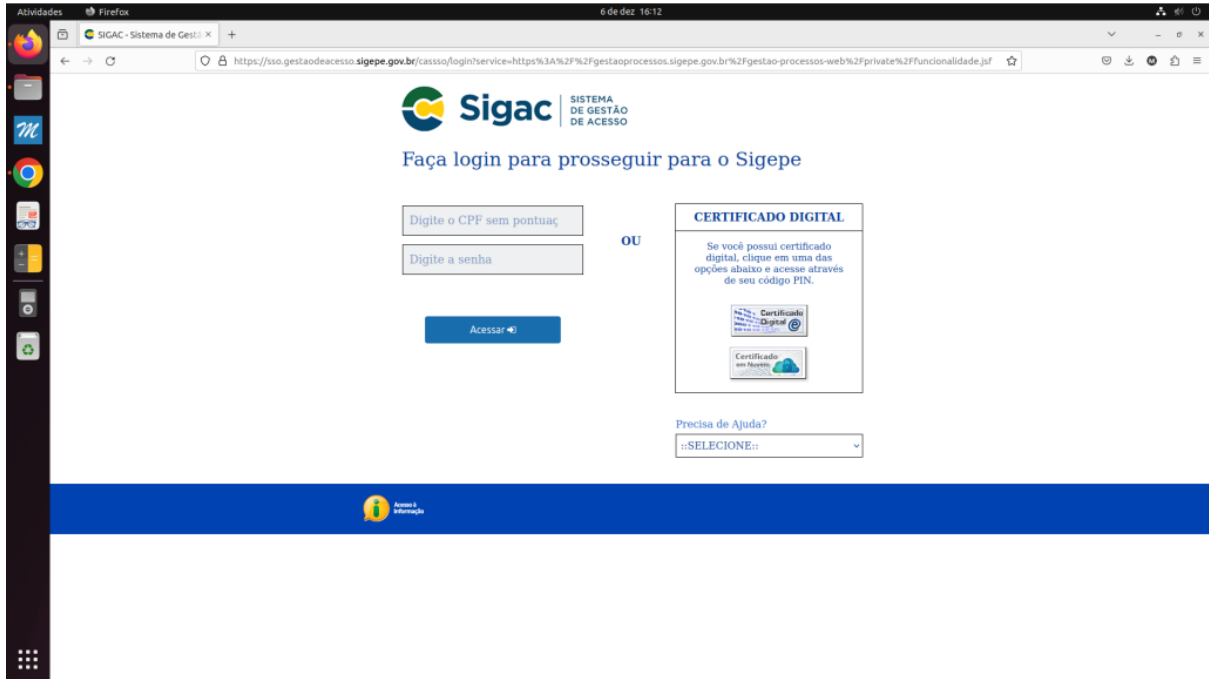 Atividades
Firefox
6 de dez 16:12
SIGAC - Sistema de Gestã
https://sso.gestaodeacesso.sigepe.gov.br/cassso/login?service=https%3A%2F%2Fgestaoprocessos.sigepe.gov.br%2Fgestao-processos-web%2Fprivate%2Ffuncionalidade.jsf
Sigac
SISTEMA
DE GESTÃO
DE ACESSO
Faça login para prosseguir para o Sigepe
Digite o CPF sem pontuaç
Digite a senha
Acessar
OU
CERTIFICADO DIGITAL
Se você possui certificado
digital, clique em uma das
opções abaixo e acesse através
de seu código PIN.
Certificado
Digital
Certificado
em Nuvem
Precisa de Ajuda?
::SELECIONE::
Acesso à
Informação